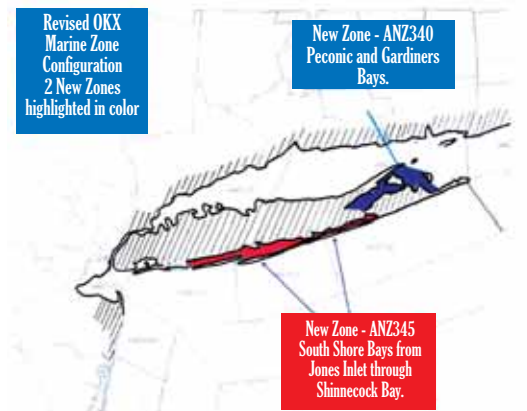 Revised OKX
Marine Zone
Configuration
2 New Zones
highlighted in color
New Zone - ANZ340
Peconic and Gardiners
Bays.
New Zone - ANZ345
South Shore Bays from
Jones Inlet through
Shinnecock Bay.